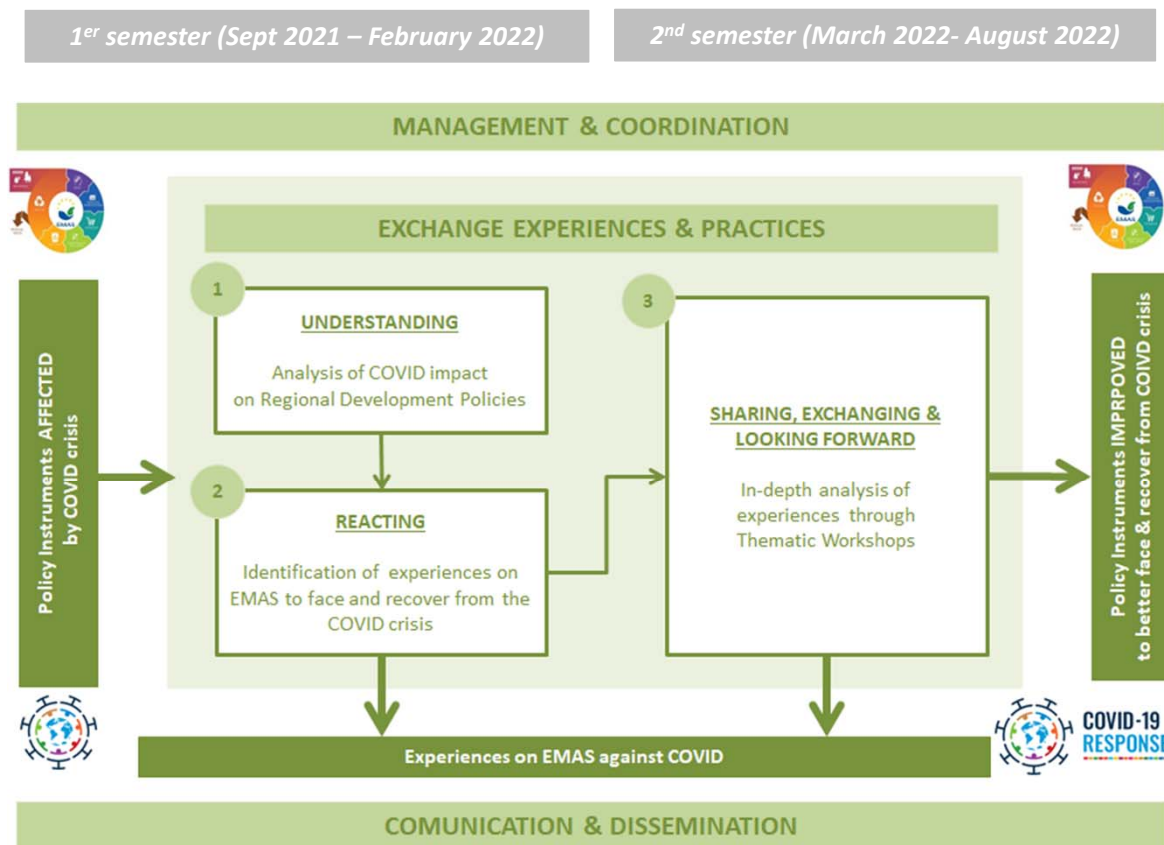 1er semester (Sept 2021 – February 2022)
2nd semester (March 2022- August 2022)
MANAGEMENT & COORDINATION
EMAS
EMAS
EXCHANGE EXPERIENCES & PRACTICES
Policy Instruments AFFECTED
by COVID crisis
1
UNDERSTANDING
Analysis of COVID impact
on Regional Development Policies
2
REACTING
Identification of experiences on
EMAS to face and recover from the
COVID crisis
3
SHARING, EXCHANGING &
LOOKING FORWARD
In-depth analysis of
experiences through
Thematic Workshops
Policy Instruments IMPRPOVED
to better face & recover from COIVD crisis
Experiences on EMAS against COVID
COVID-19
RESPONSE
COMUNICATION & DISSEMINATION